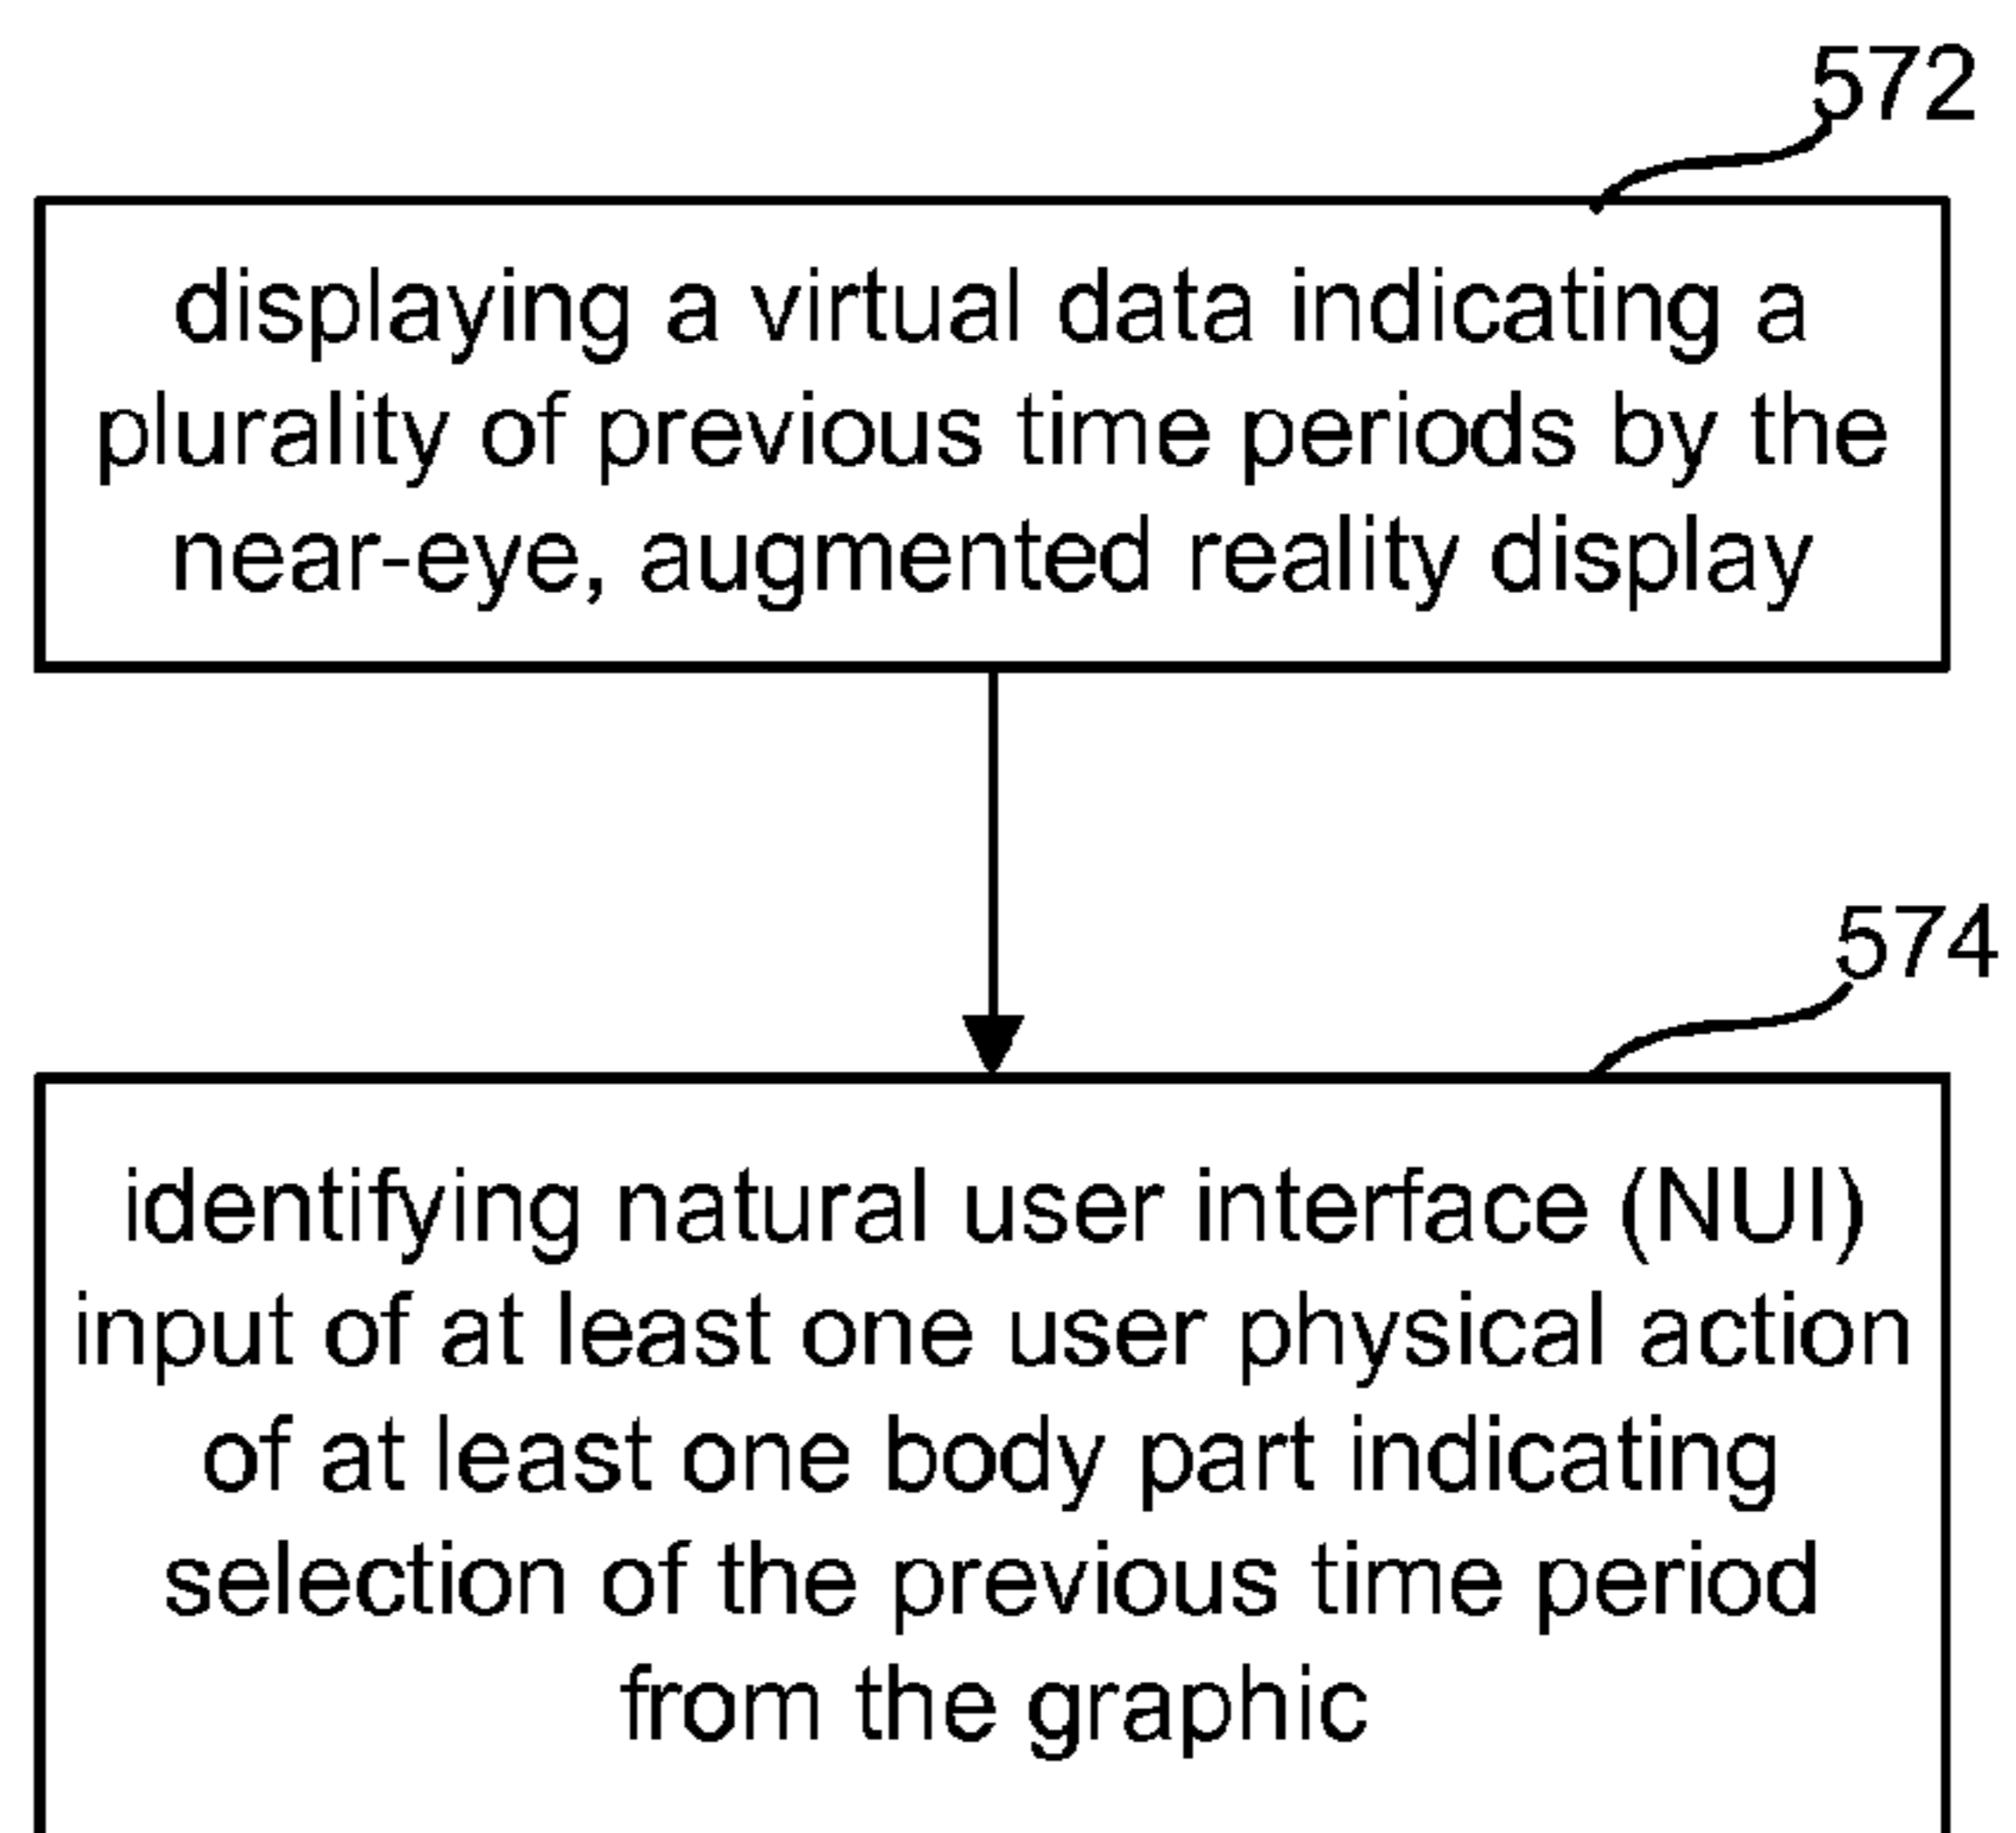 572
displaying a virtual data indicating a
plurality of previous time periods by the
near-eye, augmented reality display
574
identifying natural user interface (NUI)
input of at least one user physical action
of at least one body part indicating
selection of the previous time period
from the graphic